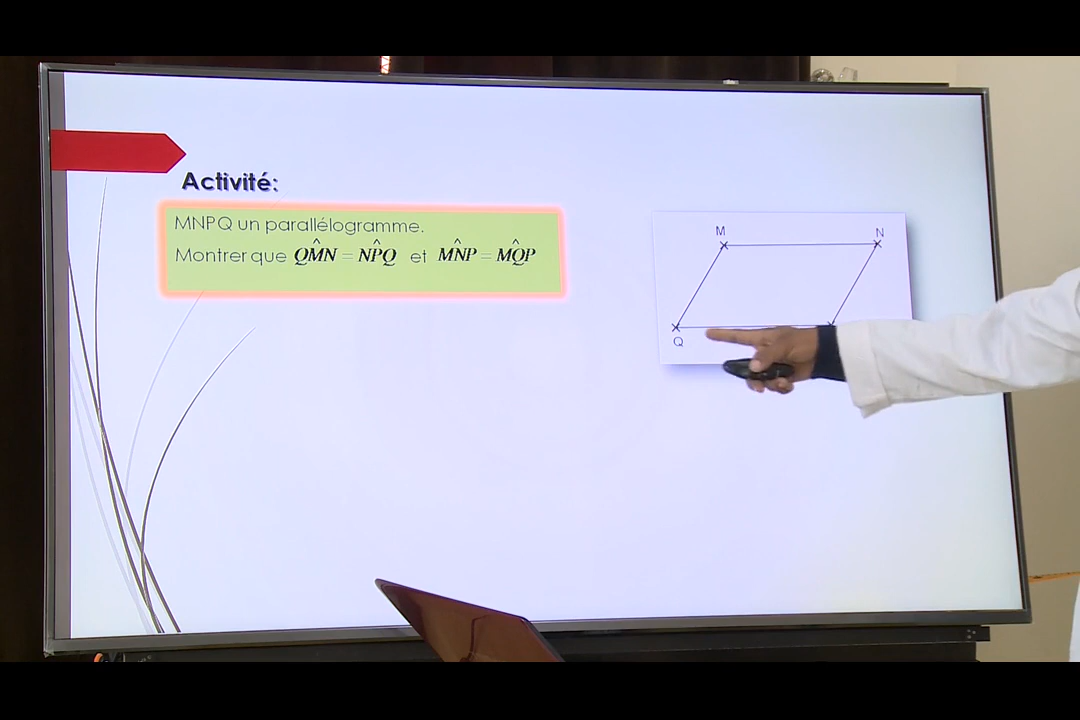 Activité:
MNPQ un parallélogramme.
Montrer que QM̂N = NP̂Q et MN̂P = MQ̂P
M
N
Q